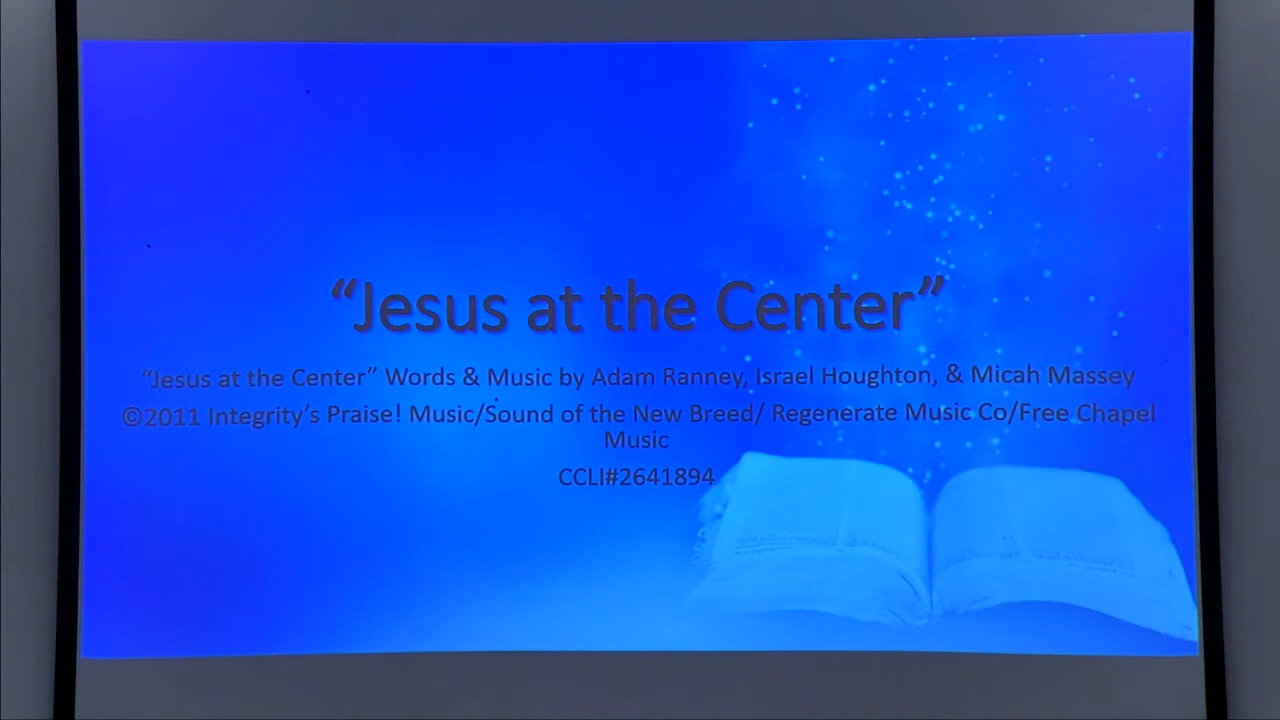 “Jesus at the Center”
“Jesus at the Center” Words & Music by Adam Ranney, Israel Houghton, & Micah Massey
©2011 Integrity’s Praise! Music/Sound of the New Breed/ Regenerate Music Co/Free Chapel
Music
CCLI#2641894